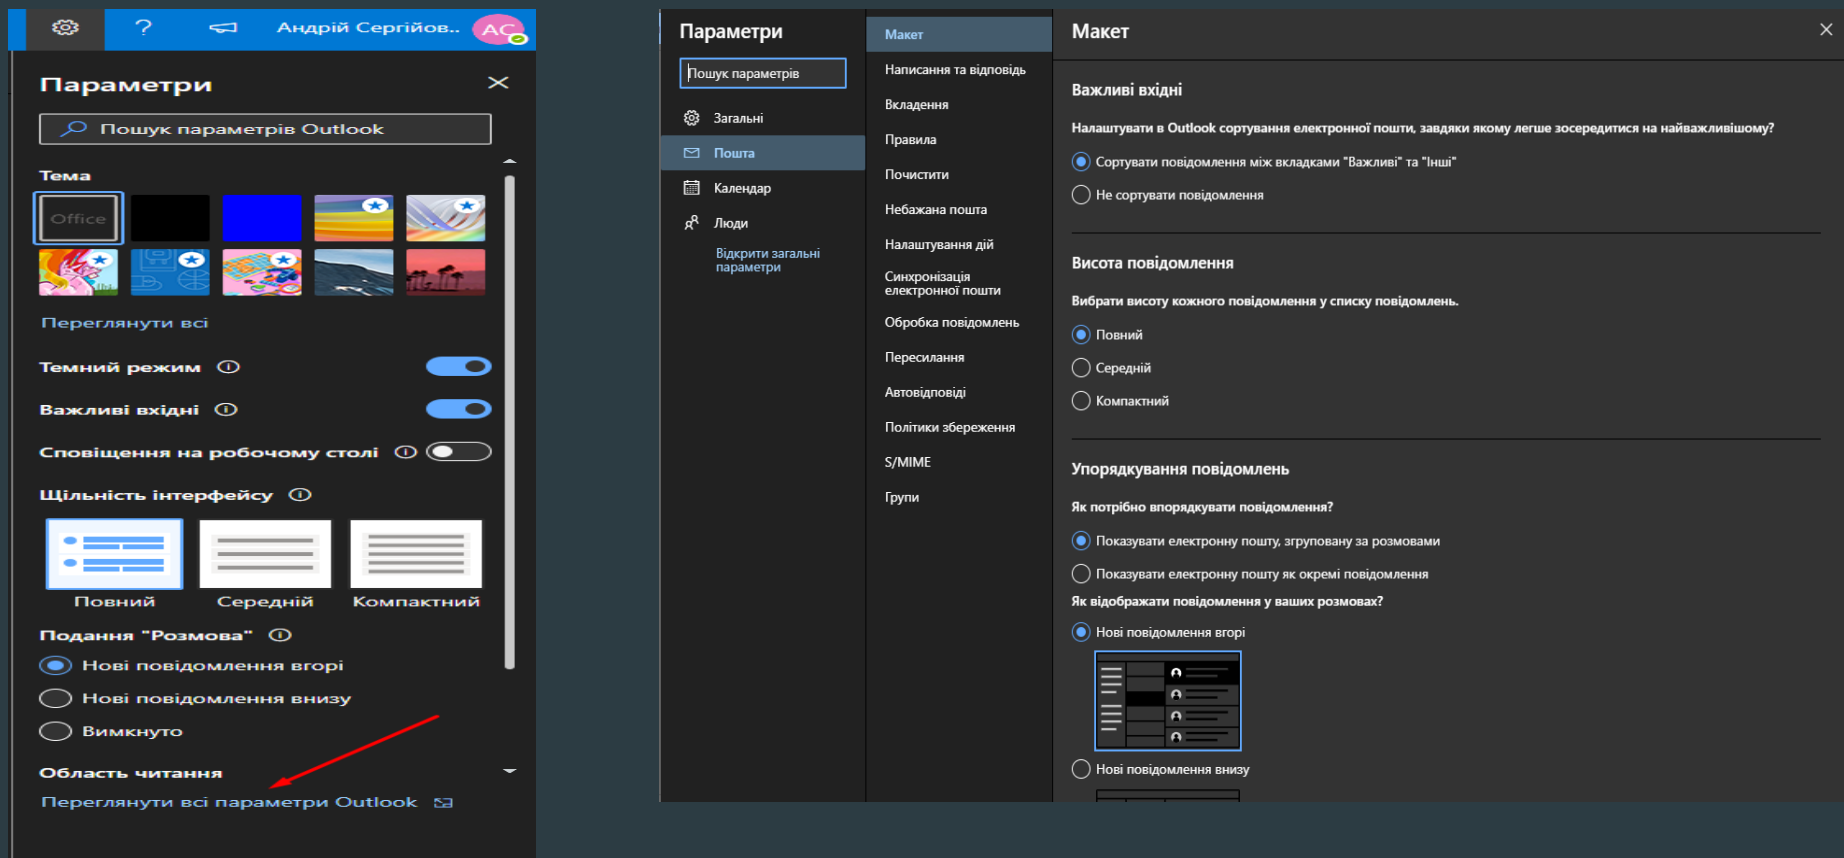 Андрій Сергійов..
АС
Параметри
Пошук параметрів Outlook
Тема
Office
Переглянути всі
Темний режим
Важливі вхідні
Сповіщення на робочому столі
Щільність інтерфейсу
Повний
Середній
Компактний
Подання "Розмова"
Нові повідомлення вгорі
Нові повідомлення внизу
Вимкнуто
Область читання
Переглянути всі параметри Outlook
Параметри
Пошук параметрів
Загальні
Пошта
Календар
Люди
Відкрити загальні
параметри
Макет
Написання та відповідь
Вкладення
Правила
Почистити
Небажана пошта
Налаштування дій
Синхронізація
електронної пошти
Обробка повідомлень
Пересилання
Автовідповіді
Політики збереження
S/MIME
Групи
Макет
Важливі вхідні
Налаштувати в Outlook сортування електронної пошти, завдяки якому легше зосередитися на найважливішому?
Сортувати повідомлення між вкладками "Важливі" та "Інші"
Не сортувати повідомлення
Висота повідомлення
Вибрати висоту кожного повідомлення у списку повідомлень.
Повний
Середній
Компактний
Упорядкування повідомлень
Як потрібно впорядкувати повідомлення?
Показувати електронну пошту, згруповану за розмовами
Показувати електронну пошту як окремі повідомлення
Як відображати повідомлення у ваших розмовах?
Нові повідомлення вгорі
Нові повідомлення внизу